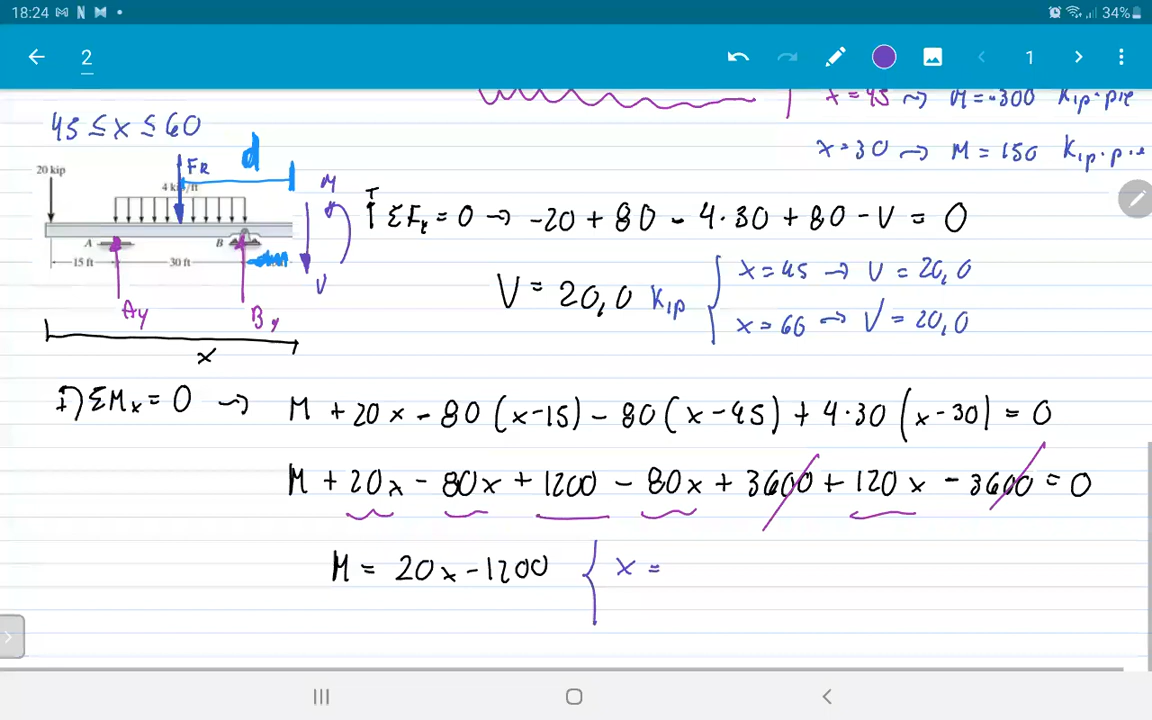 18:24
34%
2
1
x = 45 → M = -300 Kip·pie
x = 30 → M = 150 Kip·pie
45 ≤ x ≤ 60
20 kip
FR
d
4 kip/ft
M
A
B
15 ft
30 ft
V
Ay
By
x
↑ ΣFy = 0 → -20 + 80 - 4·30 + 80 - V = 0
V = 20,0 Kip { x = 45 → V = 20,0
x = 60 → V = 20,0
ΣMx = 0 → M + 20x - 80(x-15) - 80(x-45) + 4·30(x-30) = 0
M + 20x - 80x + 1200 - 80x + 3600 + 120x - 3600 = 0
M = 20x - 1200 { x =